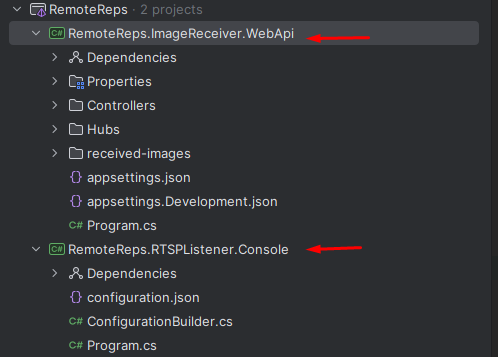 RemoteReps · 2 projects
C# RemoteReps.ImageReceiver.WebApi
Dependencies
Properties
Controllers
Hubs
received-images
{} appsettings.json
{} appsettings.Development.json
C# Program.cs
C# RemoteReps.RTSPListener.Console
Dependencies
{} configuration.json
C# ConfigurationBuilder.cs
C# Program.cs